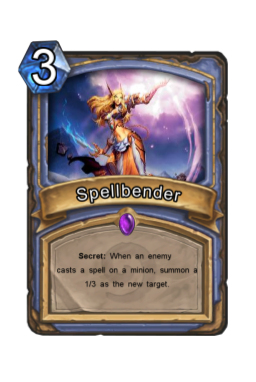 3
Spellbender
Secret: When an enemy
casts a spell on a minion, summon a
1/3 as the new target.